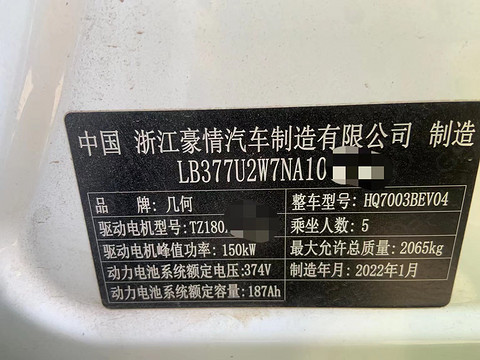 中国 浙江豪情汽车制造有限公司 制造
LB377U2W7NA10
品 牌：几何 整车型号：HQ7003BEV04
驱动电机型号：TZ180 乘坐人数：5
驱动电机峰值功率：150kW 最大允许总质量：2065kg
动力电池系统额定电压：374V 制造年月：2022年1月
动力电池系统额定容量：187Ah